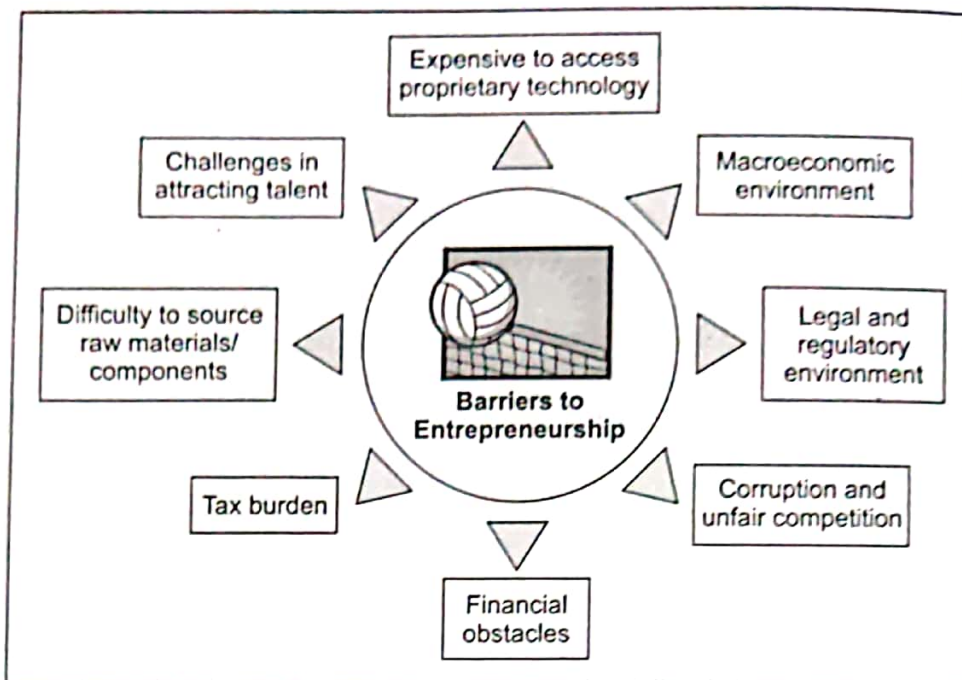 Expensive to access
proprietary technology
Challenges in
attracting talent
Macroeconomic
environment
Difficulty to source
raw materials/
components
Legal and
regulatory
environment
Barriers to
Entrepreneurship
Tax burden
Corruption and
unfair competition
Financial
obstacles